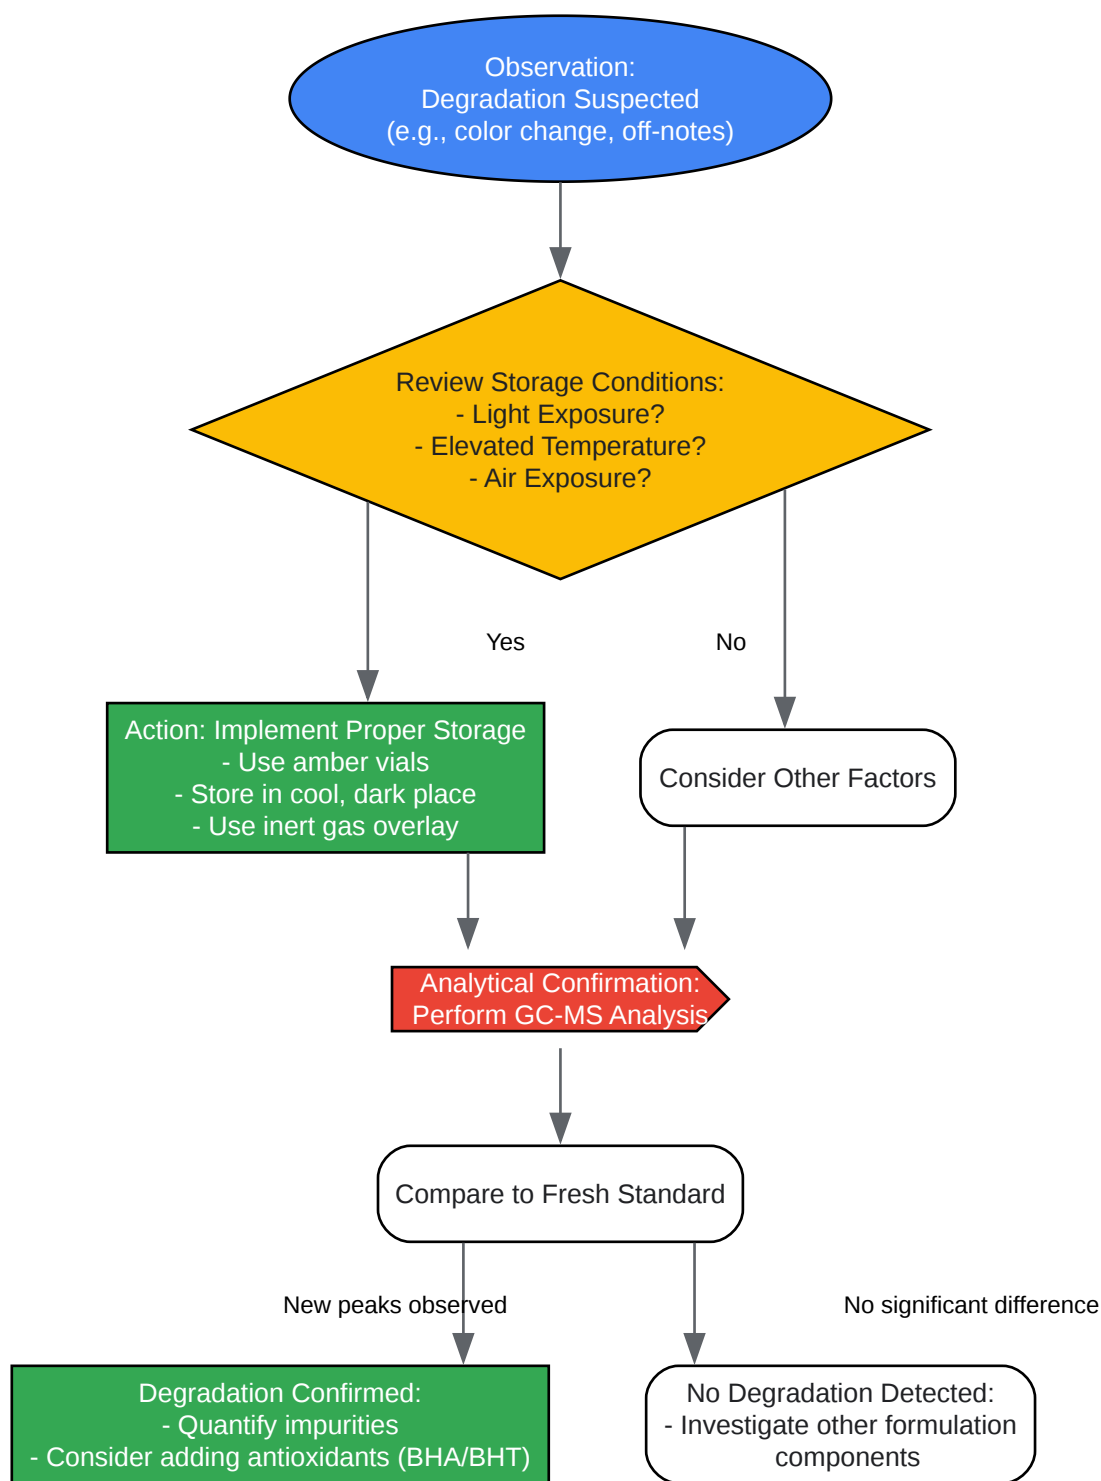 Observation:
Degradation Suspected
(e.g., color change, off-notes)
Review Storage Conditions:
- Light Exposure?
- Elevated Temperature?
- Air Exposure?
Yes
No
Action: Implement Proper Storage
- Use amber vials
- Store in cool, dark place
- Use inert gas overlay
Consider Other Factors
Analytical Confirmation:
Perform GC-MS Analysis
Compare to Fresh Standard
New peaks observed
No significant difference
Degradation Confirmed:
- Quantify impurities
- Consider adding antioxidants (BHA/BHT)
No Degradation Detected:
- Investigate other formulation
components